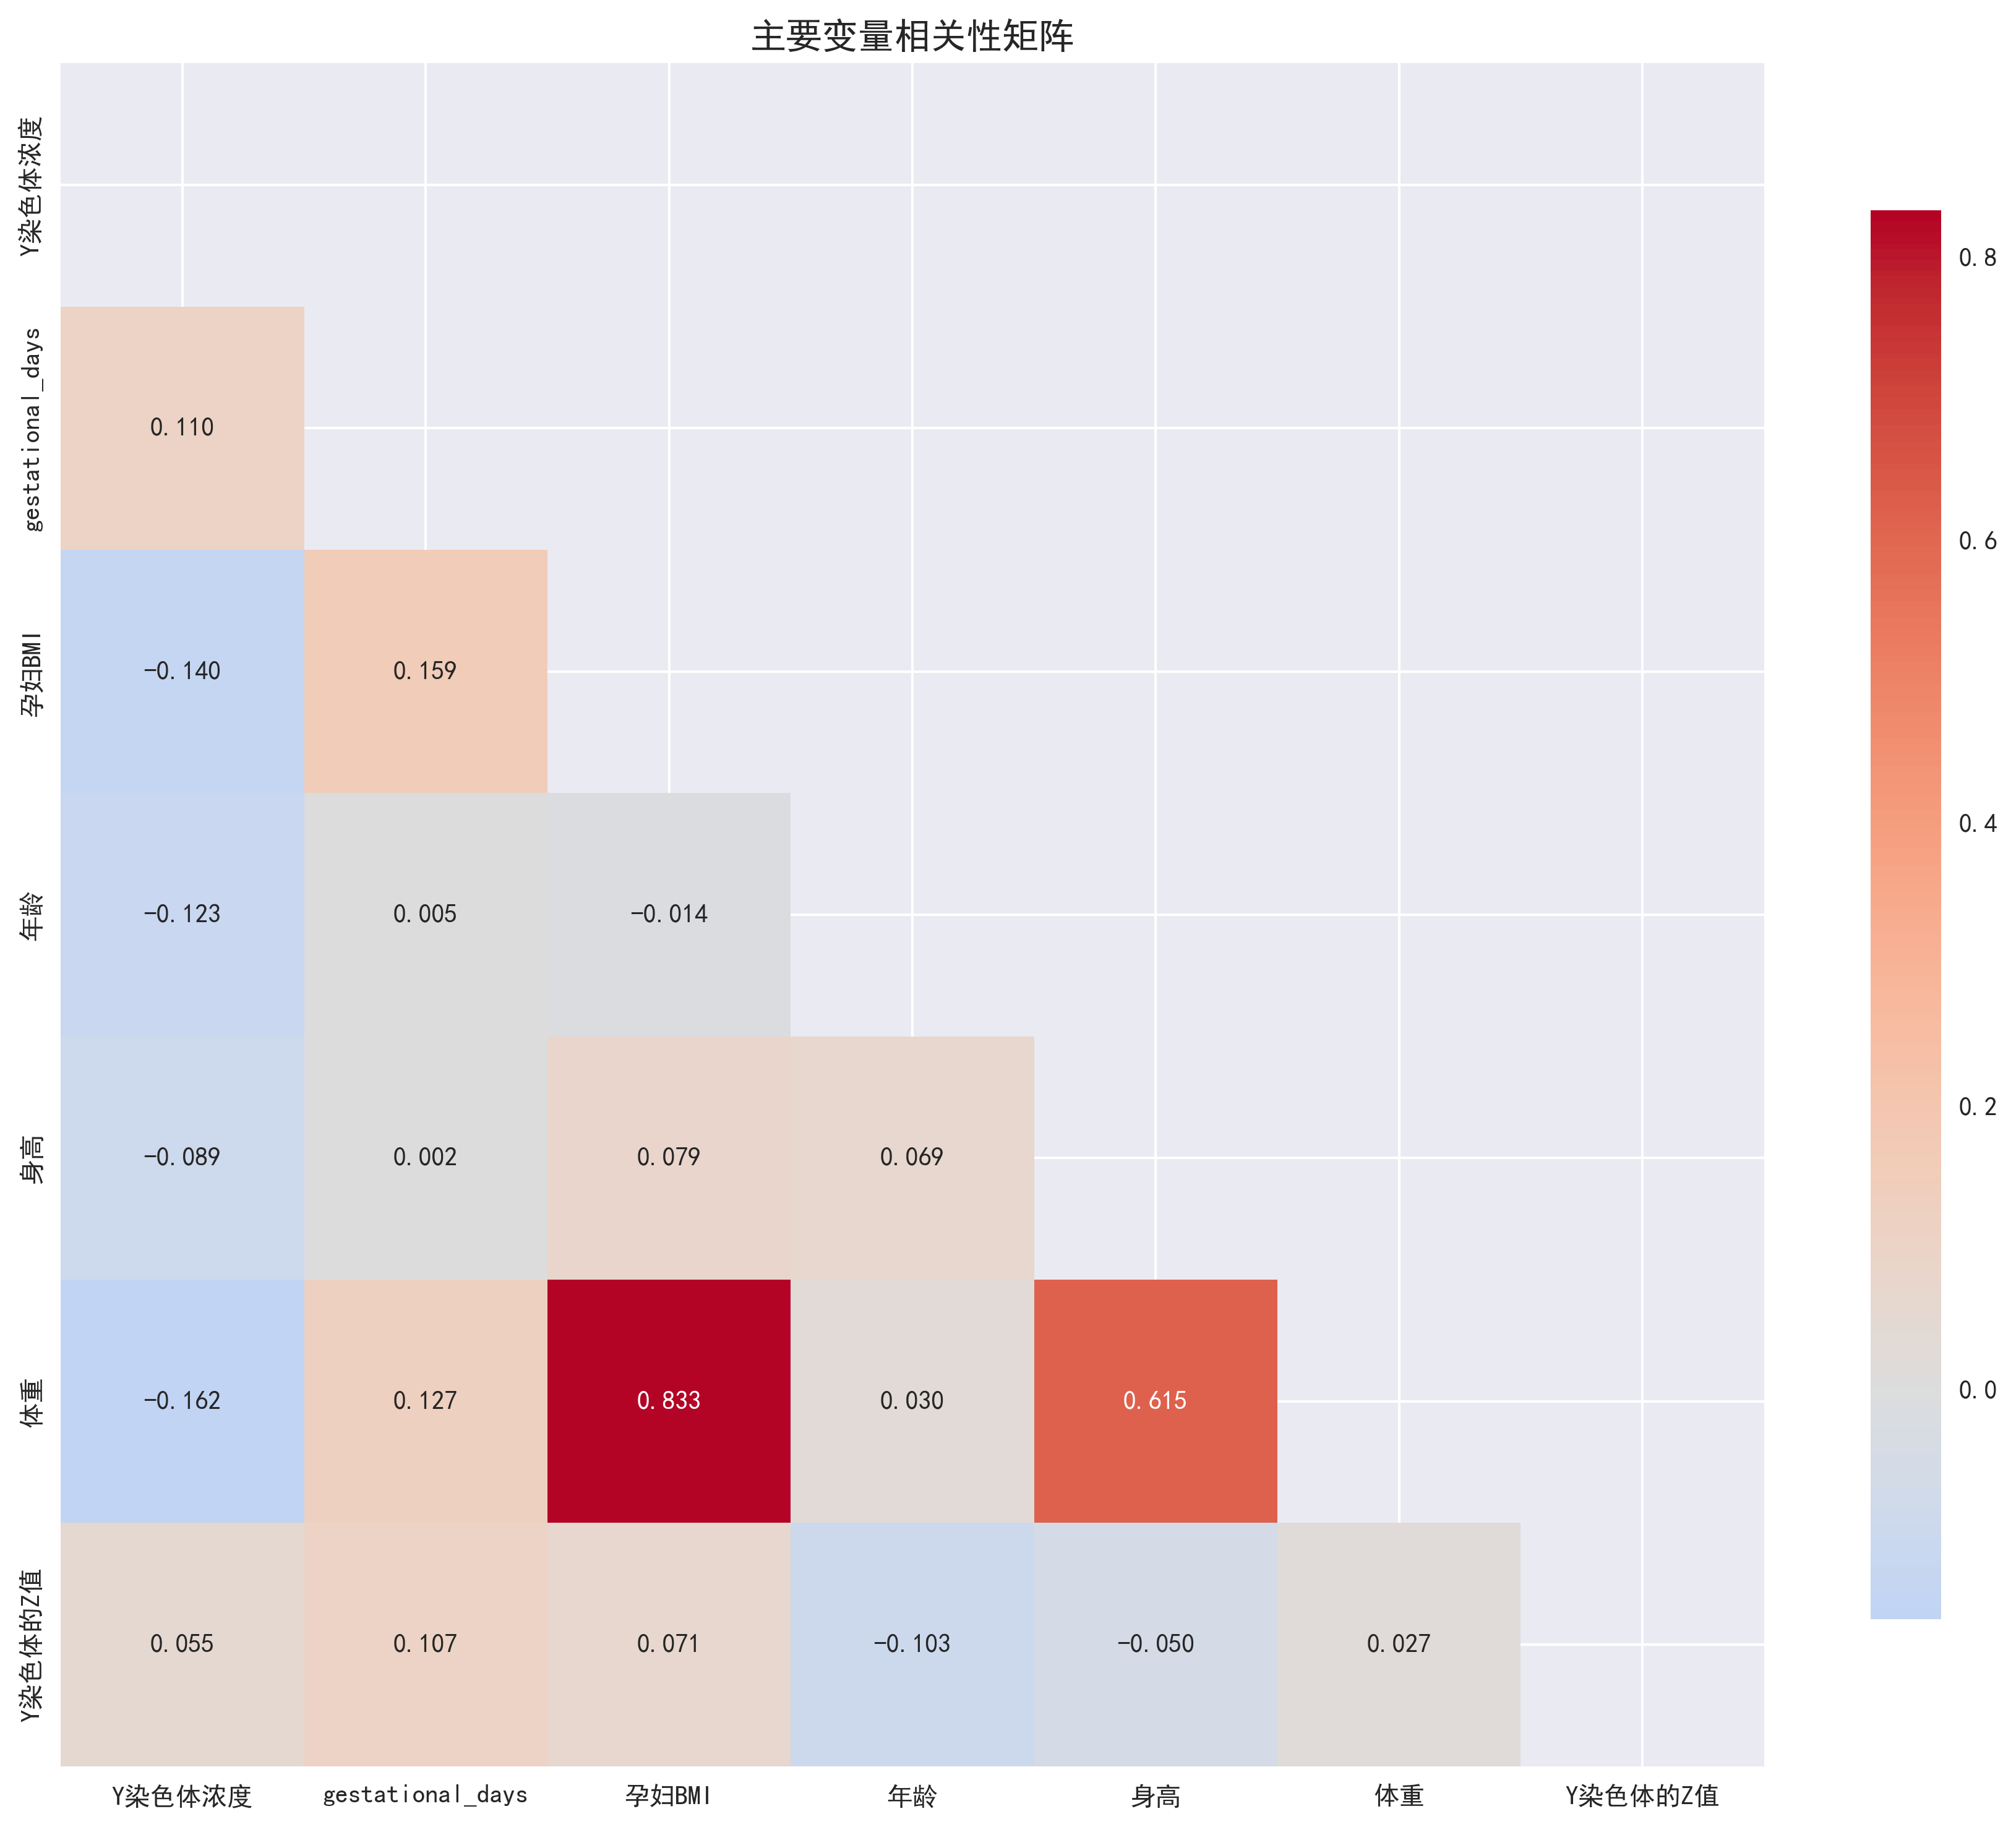 主要变量相关性矩阵
Y染色体浓度
gestational_days
0.110
孕妇BMI
-0.140 0.159
年龄
-0.123 0.005 -0.014
身高
-0.089 0.002 0.079 0.069
体重
-0.162 0.127 0.833 0.030 0.615
Y染色体的Z值
0.055 0.107 0.071 -0.103 -0.050 0.027
Y染色体浓度 gestational_days 孕妇BMI 年龄 身高 体重 Y染色体的Z值
0.8
0.6
0.4
0.2
0.0